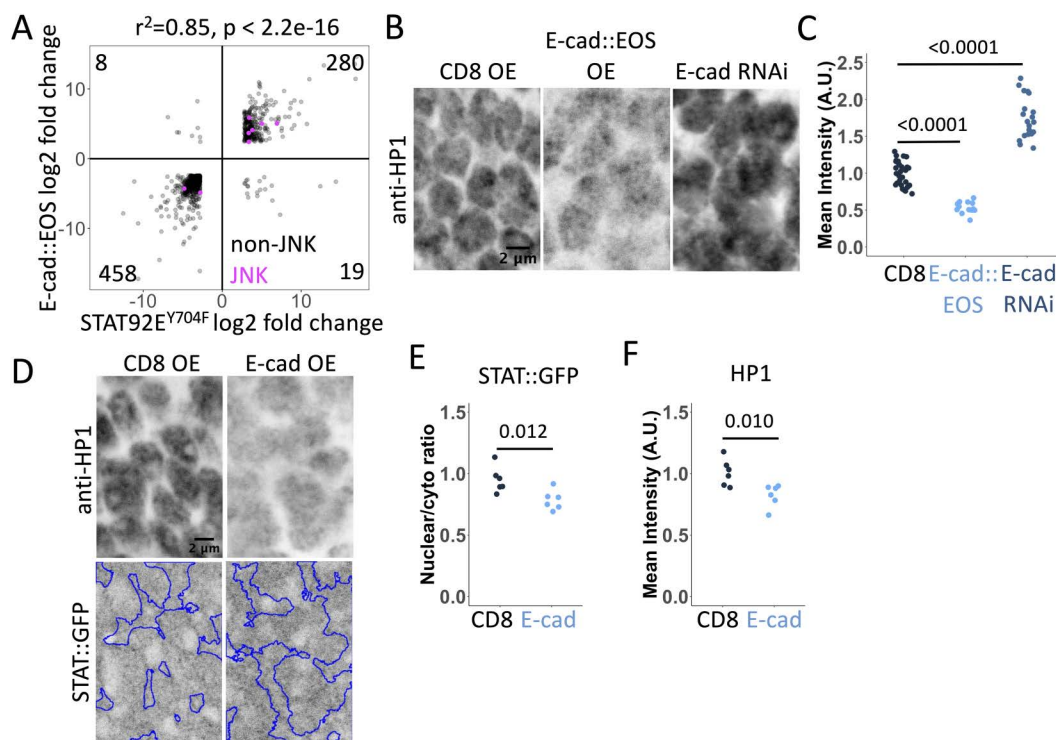 A
r²=0.85, p < 2.2e-16
8
280
E-cad::EOS log2 fold change
10
0
-10
non-JNK
JNK
458
19
-10
0
10
STAT92E^Y704F log2 fold change
B
E-cad::EOS
CD8 OE
OE
E-cad RNAi
anti-HP1
2 µm
C
<0.0001
<0.0001
Mean Intensity (A.U.)
2.5
2.0
1.5
1.0
0.5
0.0
CD8
E-cad::
EOS
E-cad
RNAi
D
CD8 OE
E-cad OE
anti-HP1
2 µm
STAT::GFP
E
STAT::GFP
0.012
Nuclear/cyto ratio
1.5
1.0
0.5
0.0
CD8
E-cad
F
HP1
0.010
Mean Intensity (A.U.)
1.5
1.0
0.5
0.0
CD8
E-cad